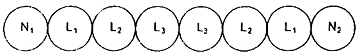 N₁ L₁ L₂ L₃ L₃ L₂ L₁ N₂